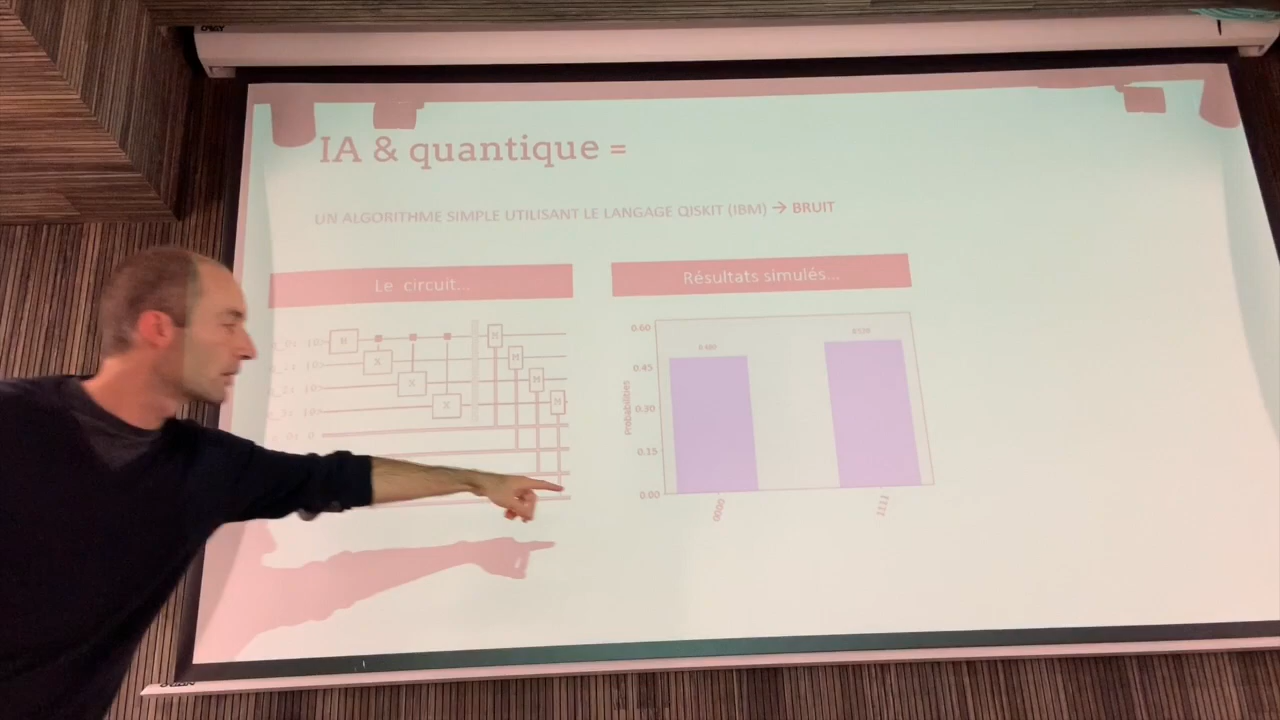 IA & quantique =
UN ALGORITHME SIMPLE UTILISANT LE LANGAGE QISKIT (IBM) → BRUIT
Le circuit...
Résultats simulés...
H
X
X
X
M
M
M
M
Probabilities
0.60
0.45
0.30
0.15
0.00
0000
1111